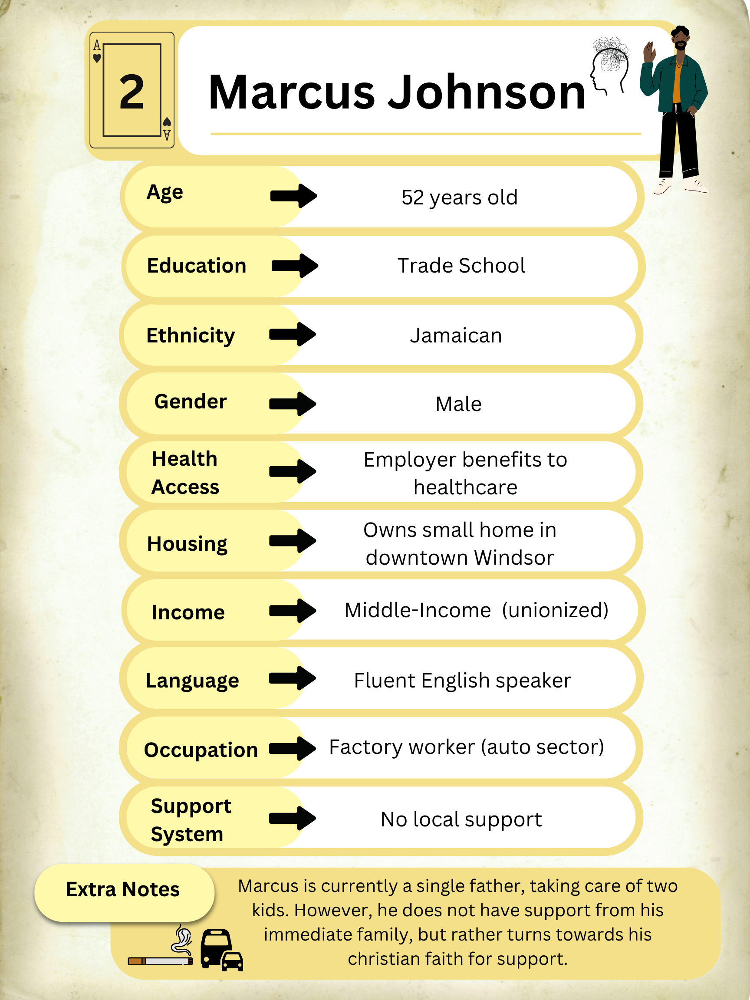 A
2
A
Marcus Johnson
Age
52 years old
Education
Trade School
Ethnicity
Jamaican
Gender
Male
Health
Access
Employer benefits to
healthcare
Housing
Owns small home in
downtown Windsor
Income
Middle-Income (unionized)
Language
Fluent English speaker
Occupation
Factory worker (auto sector)
Support
System
No local support
Extra Notes
Marcus is currently a single father, taking care of two
kids. However, he does not have support from his
immediate family, but rather turns towards his
christian faith for support.